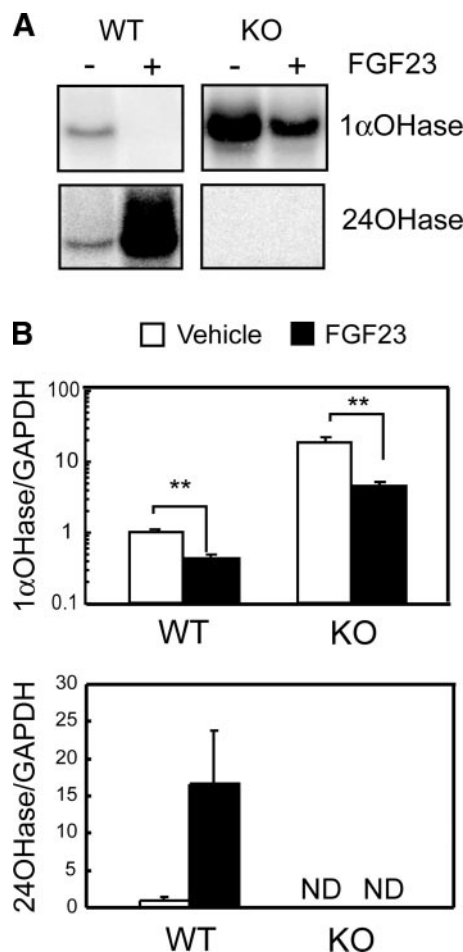 A
WT KO
- + - + FGF23
1αOHase
24OHase
B
Vehicle FGF23
1αOHase/GAPDH
100
10
1
0.1
** **
WT KO
24OHase/GAPDH
30
25
20
15
10
5
0
ND ND
WT KO